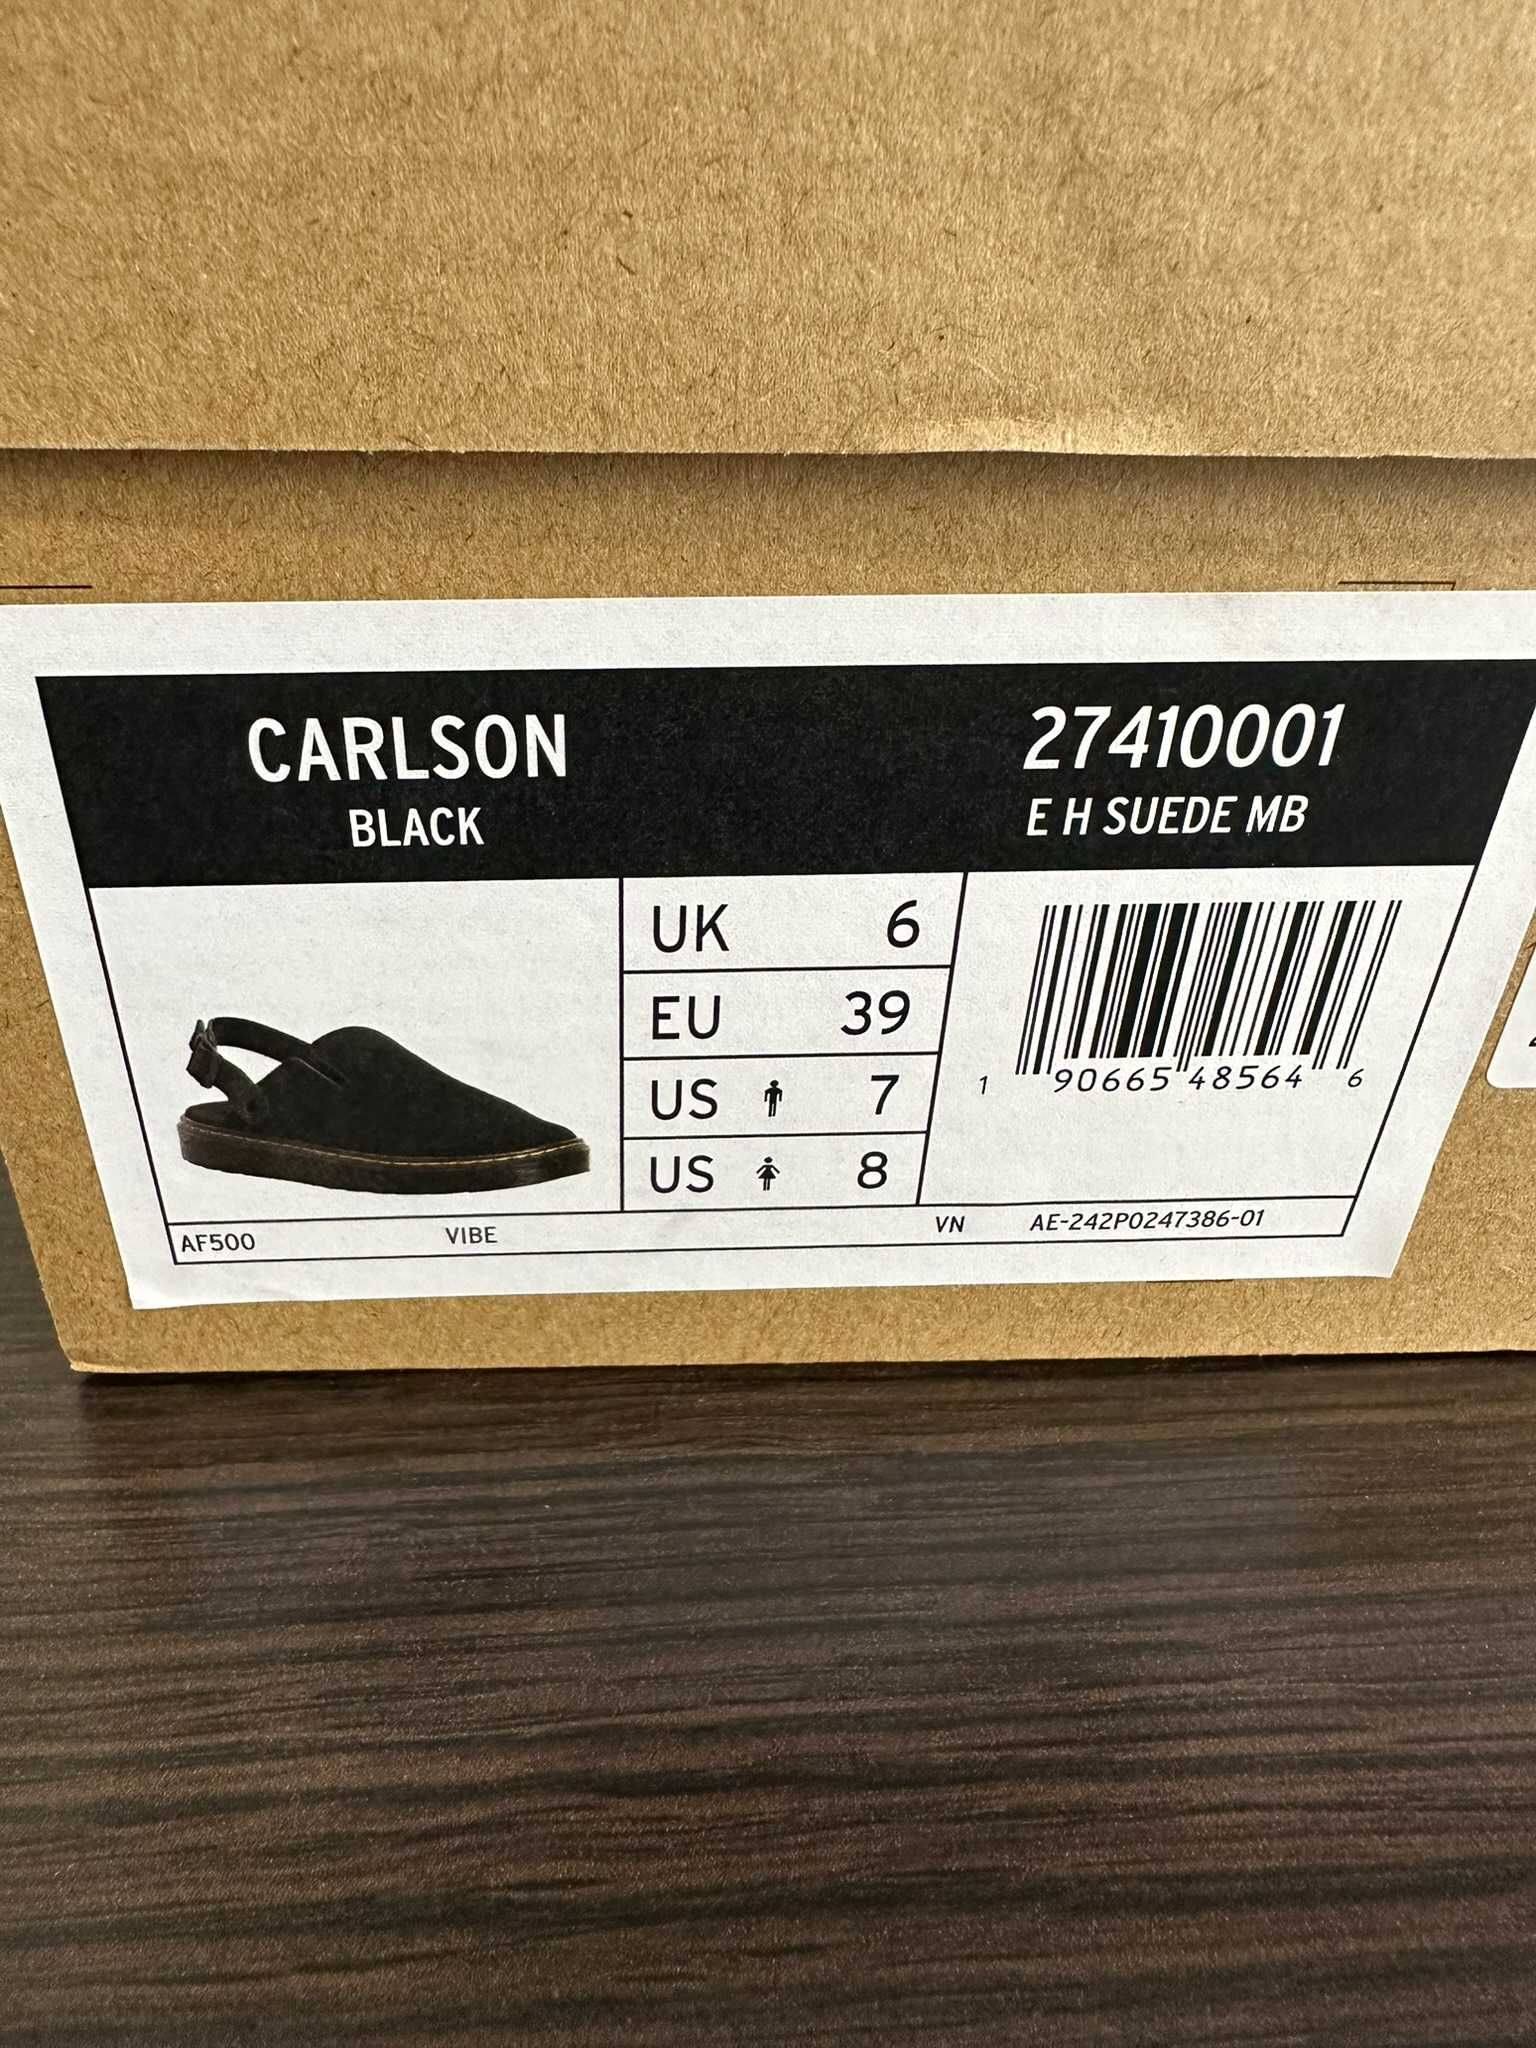 CARLSON
BLACK
27410001
E H SUEDE MB
UK 6
EU 39
US 7
US 8
1 90665 48564 6
AF500 VIBE VN AE-242P0247386-01